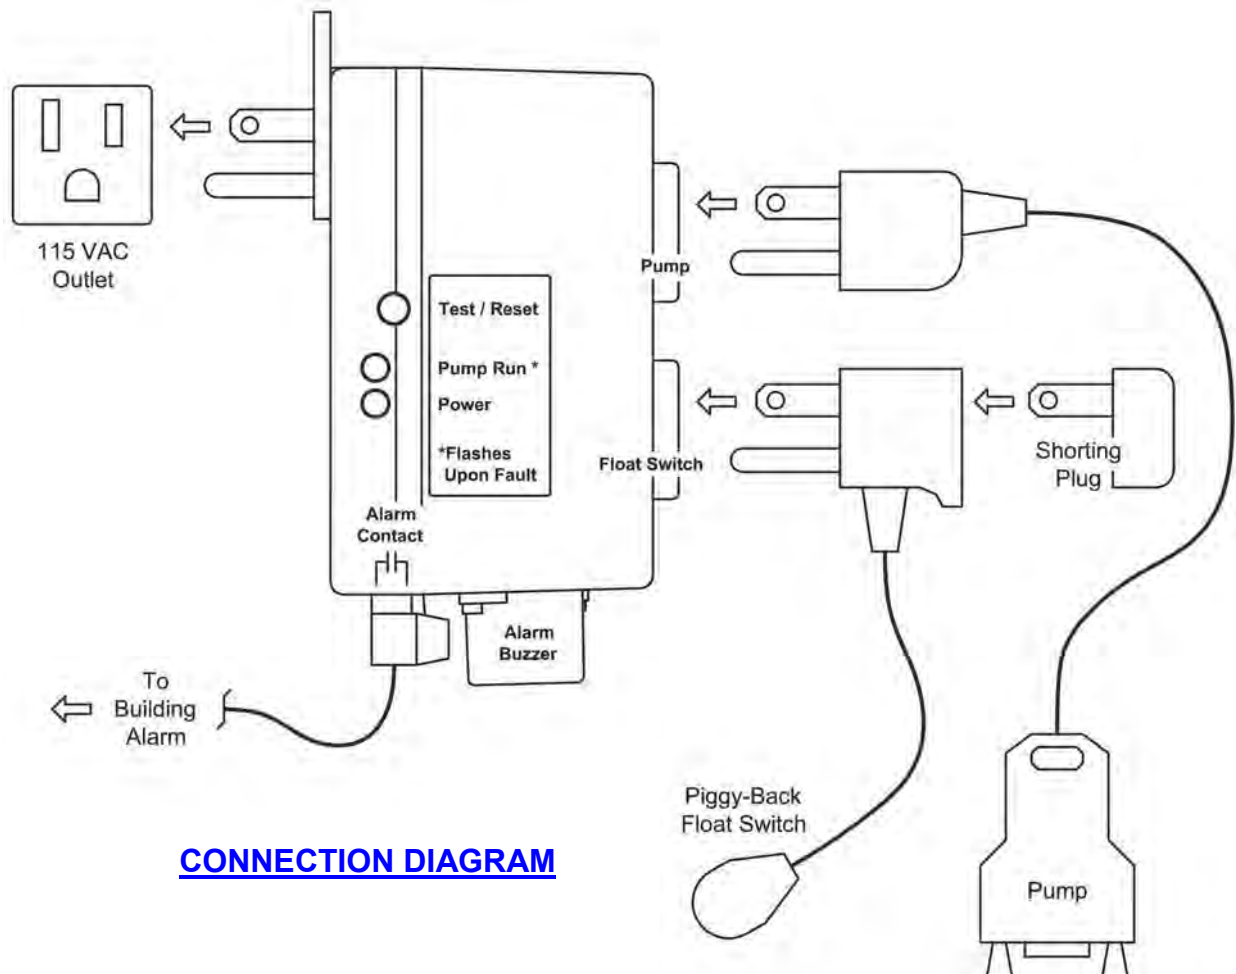 115 VAC
Outlet
Pump
Test / Reset
Pump Run *
Power
*Flashes
Upon Fault
Float Switch
Shorting
Plug
Alarm
Contact
Alarm
Buzzer
To
Building
Alarm
Piggy-Back
Float Switch
CONNECTION DIAGRAM
Pump